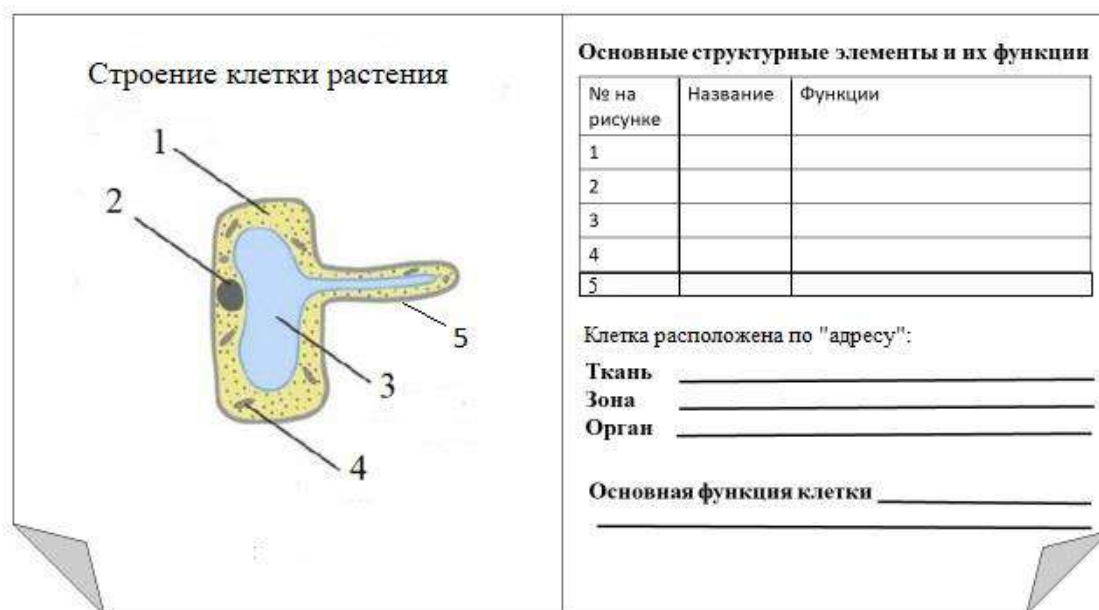 Строение клетки растения
1
2
3
4
5
Основные структурные элементы и их функции
№ на рисунке Название Функции
1
2
3
4
5
Клетка расположена по "адресу":
Ткань
Зона
Орган
Основная функция клетки